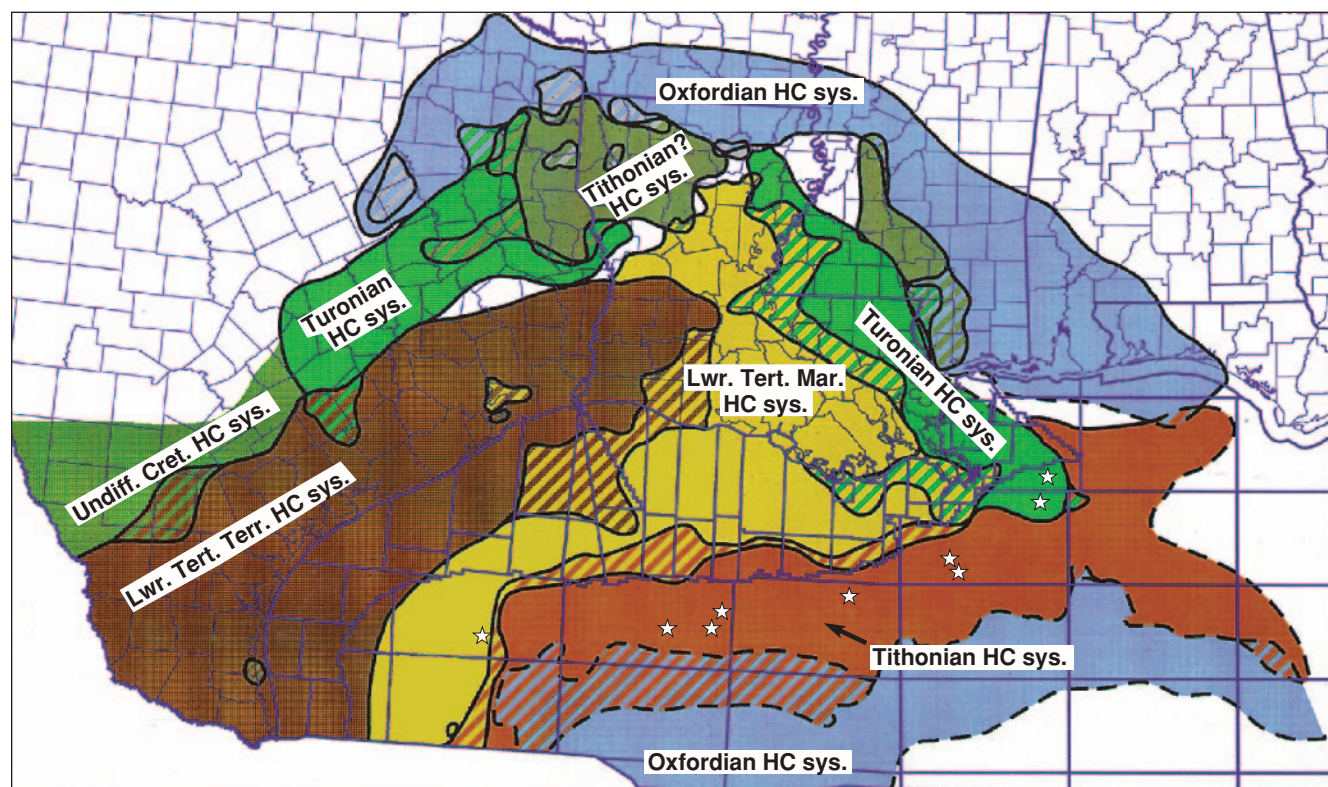 Oxfordian HC sys.
Tithonian?
HC sys.
Turonian
HC sys.
Lwr. Tert. Mar.
HC sys.
Turonian HC sys.
Undiff. Cret. HC sys.
Lwr. Tert. Terr. HC sys.
Tithonian HC sys.
Oxfordian HC sys.